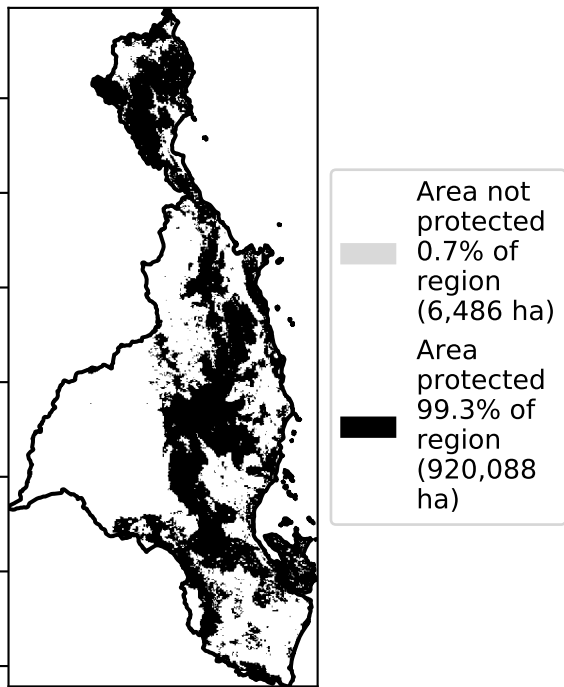 Area not
protected
0.7% of
region
(6,486 ha)
Area
protected
99.3% of
region
(920,088
ha)